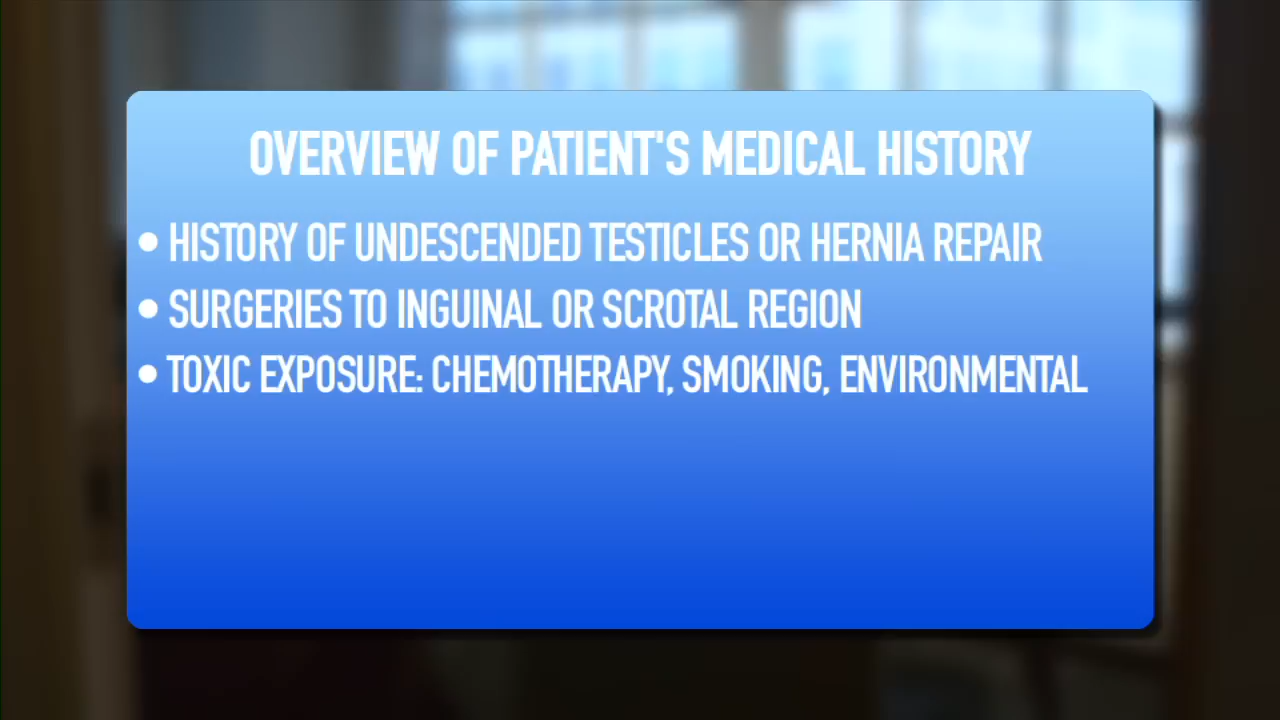 OVERVIEW OF PATIENT'S MEDICAL HISTORY
• HISTORY OF UNDESCENDED TESTICLES OR HERNIA REPAIR
• SURGERIES TO INGUINAL OR SCROTAL REGION
• TOXIC EXPOSURE: CHEMOTHERAPY, SMOKING, ENVIRONMENTAL